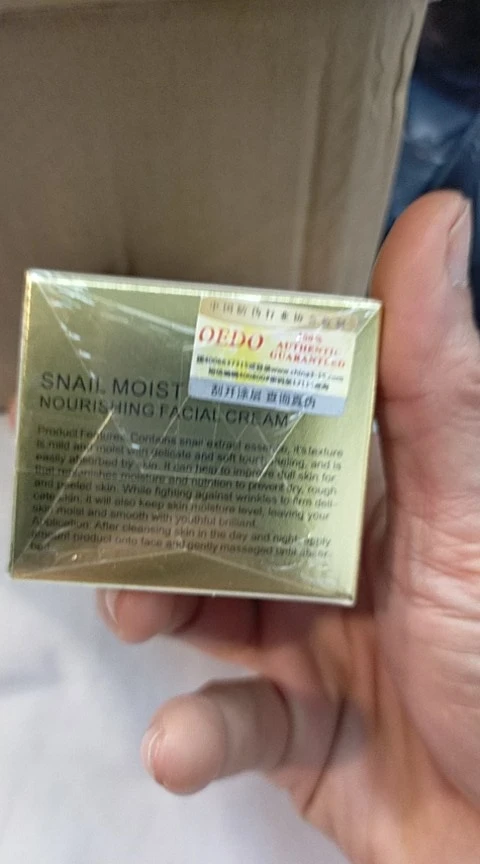 中国防伪行业协
OEDO
100%
AUTHENTIC
GUARANTEED
刮开涂层 查询真伪
SNAIL MOIST
NOURISHING FACIAL CREAM
Product Features: Contains snail extract essence, it's texture
is mild and moist with delicate and soft touch feeling, and is
easily absorbed by skin. It can help to improve dull skin for
that replenishes moisture and nutrition to prevent dry, rough
and peeled skin. While fighting against wrinkles to firm deli-
cate skin, it will also keep skin moisture level, leaving your
skin moist and smooth with youthful brilliant.
Application: After cleansing skin in the day and night, apply
product onto face and gently massaged until